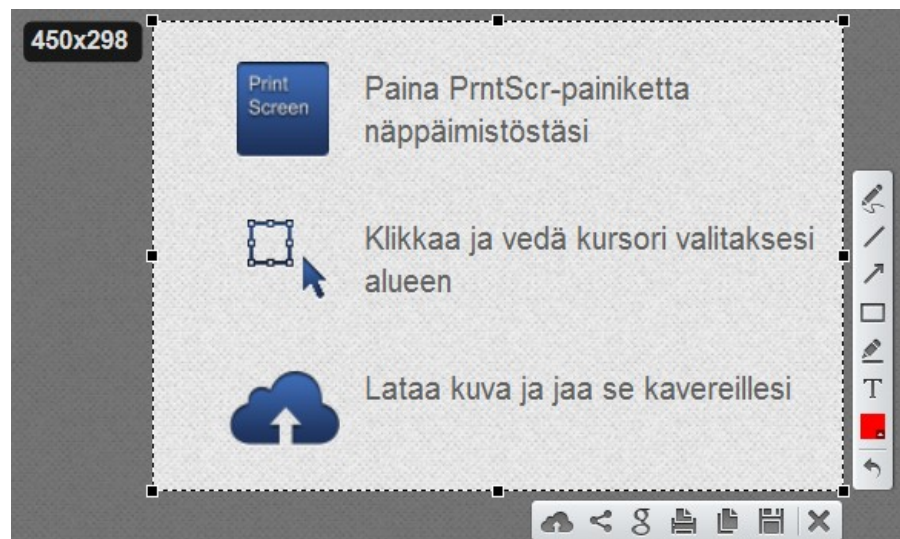 450x298
Print
Screen
Paina PrntScr-painiketta
näppäimistöstäsi
Klikkaa ja vedä kursori valitaksesi
alueen
Lataa kuva ja jaa se kavereillesi
T
g